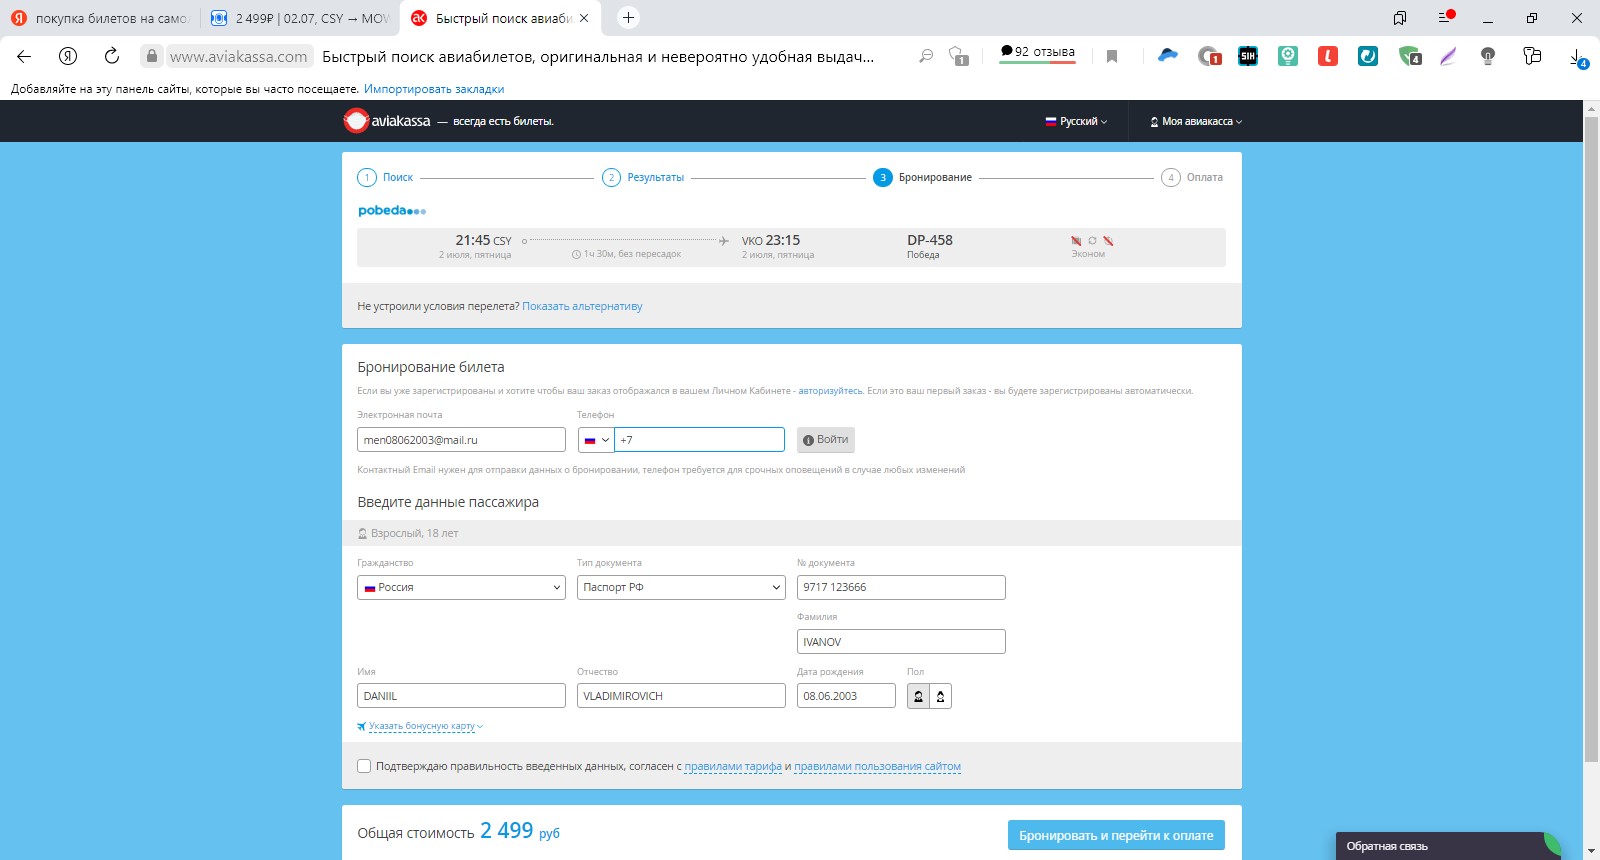 покупка билетов на само
2 499₽ | 02.07, CSY → MOW
Быстрый поиск авиаби
www.aviakassa.com Быстрый поиск авиабилетов, оригинальная и невероятно удобная выдач...
92 отзыва
Добавляйте на эту панель сайты, которые вы часто посещаете. Импортировать закладки
aviakassa — всегда есть билеты.
Русский
Моя авиакасса
1 Поиск
2 Результаты
3 Бронирование
4 Оплата
pobeda
21:45 CSY
VKO 23:15
DP-458
2 июля, пятница
1ч 30м, без пересадок
2 июля, пятница
Победа
Эконом
Не устроили условия перелета? Показать альтернативу
Бронирование билета
Если вы уже зарегистрированы и хотите чтобы ваш заказ отображался в вашем Личном Кабинете - авторизуйтесь. Если это ваш первый заказ - вы будете зарегистрированы автоматически.
Электронная почта
Телефон
men08062003@mail.ru
+7
Войти
Контактный Email нужен для отправки данных о бронировании, телефон требуется для срочных оповещений в случае любых изменений
Введите данные пассажира
Взрослый, 18 лет
Гражданство
Тип документа
№ документа
Россия
Паспорт РФ
9717 123666
Фамилия
IVANOV
Имя
Отчество
Дата рождения
Пол
DANIIL
VLADIMIROVICH
08.06.2003
Указать бонусную карту
Подтверждаю правильность введенных данных, согласен с правилами тарифа и правилами пользования сайтом
Общая стоимость 2 499 руб
Бронировать и перейти к оплате
Обратная связь